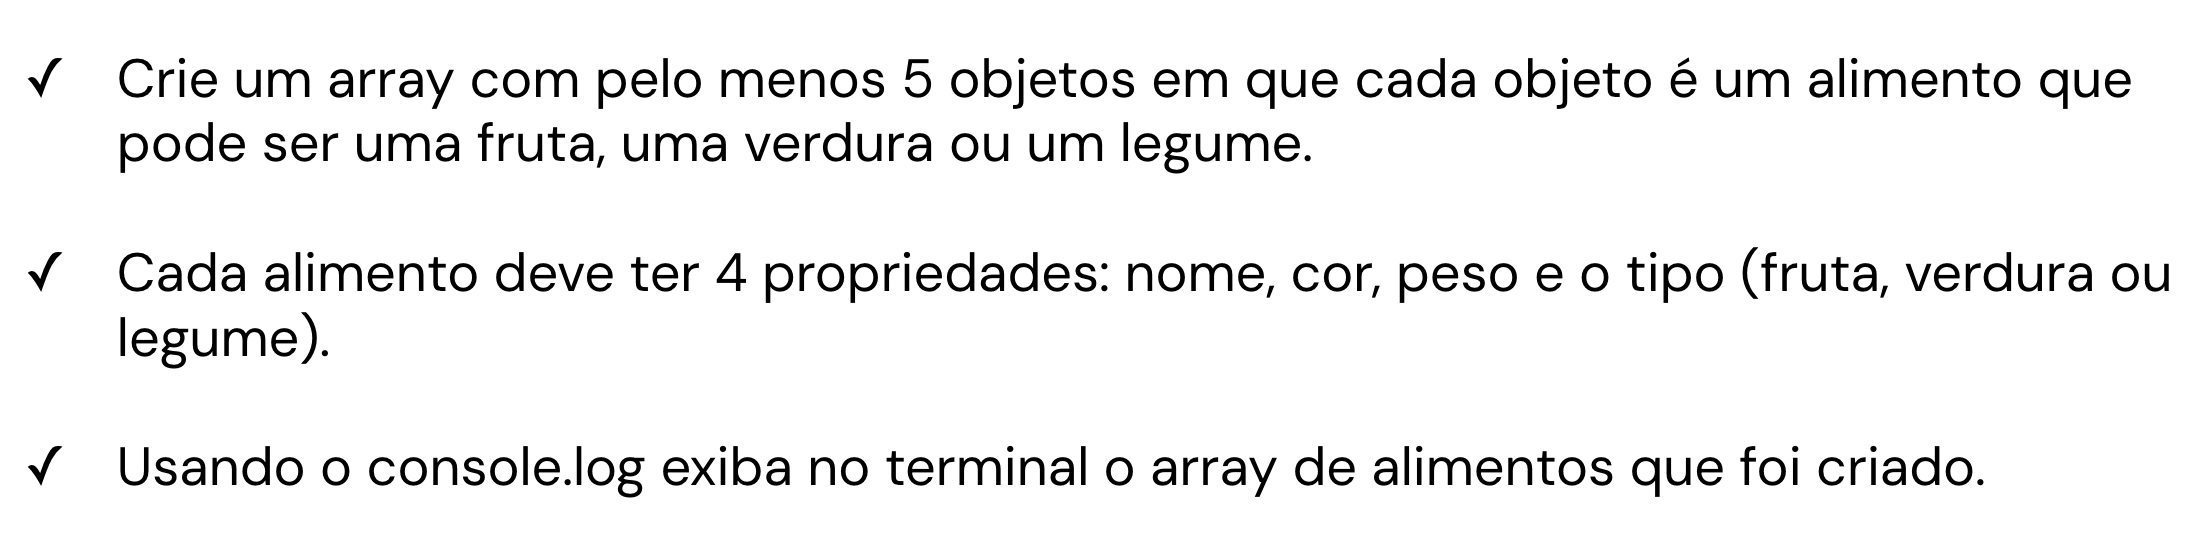 ✓ Crie um array com pelo menos 5 objetos em que cada objeto é um alimento que
pode ser uma fruta, uma verdura ou um legume.
✓ Cada alimento deve ter 4 propriedades: nome, cor, peso e o tipo (fruta, verdura ou
legume).
✓ Usando o console.log exiba no terminal o array de alimentos que foi criado.